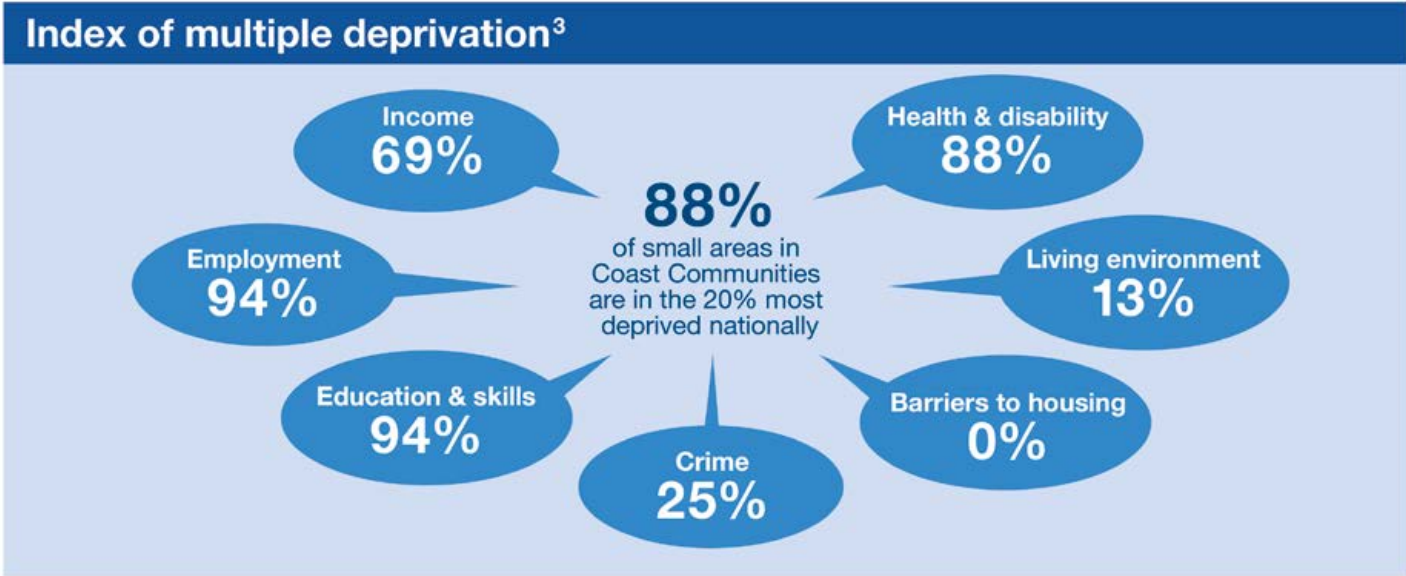 Index of multiple deprivation³
Income
69%
Health & disability
88%
88%
of small areas in
Coast Communities
are in the 20% most
deprived nationally
Employment
94%
Living environment
13%
Education & skills
94%
Barriers to housing
0%
Crime
25%